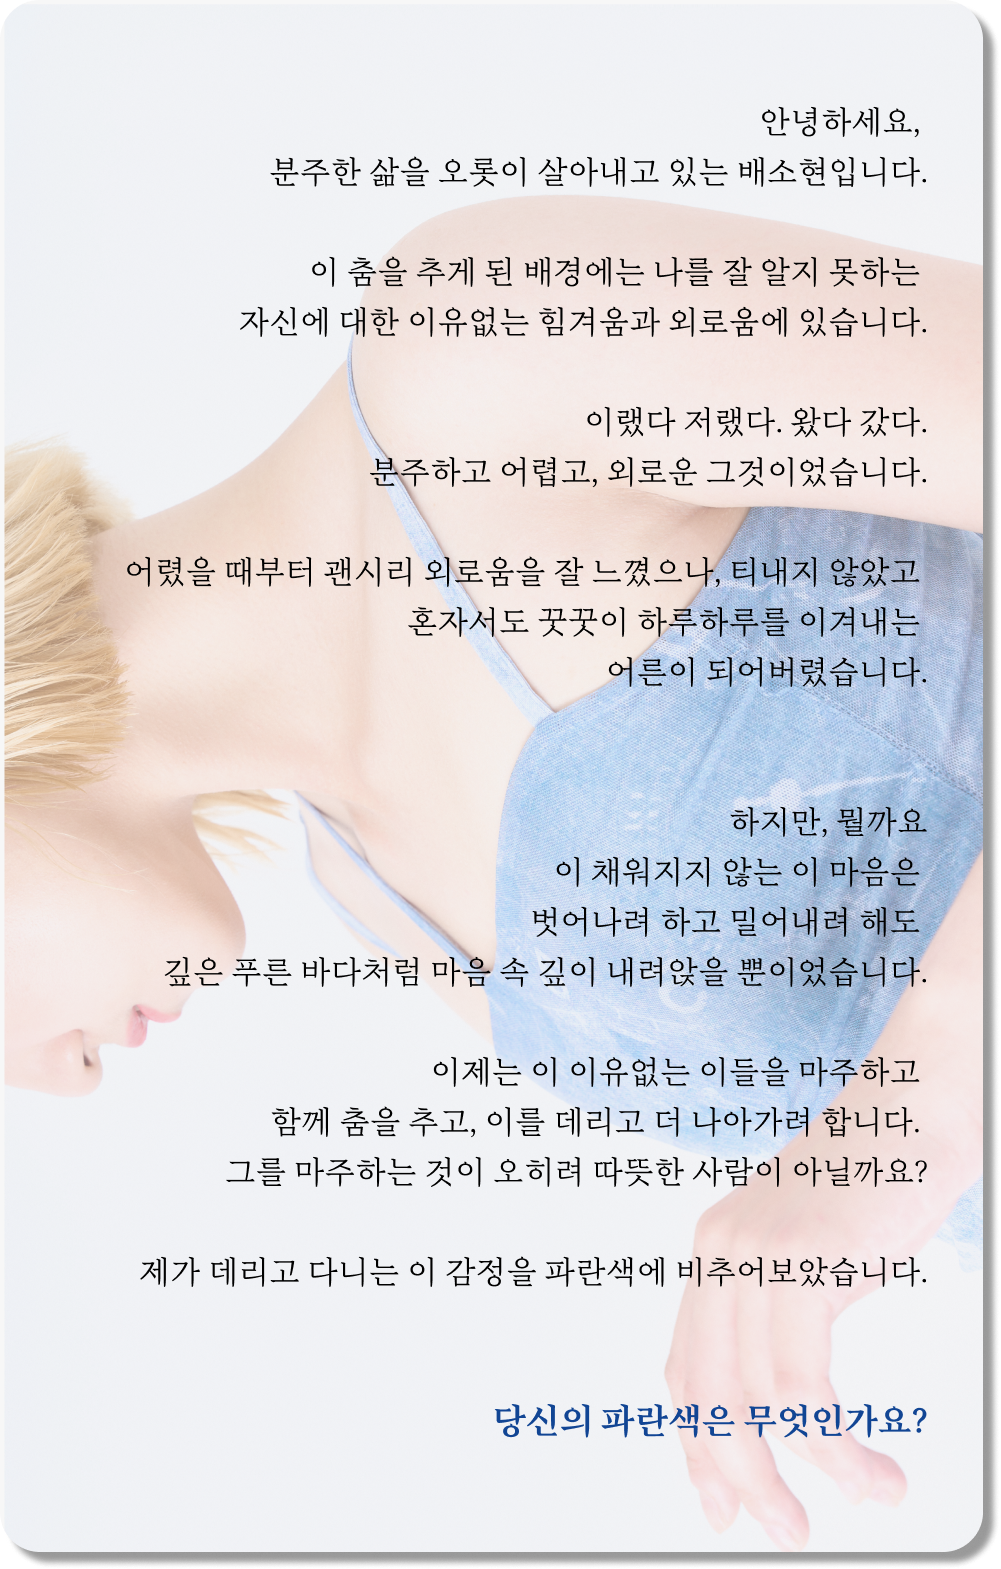 안녕하세요,
분주한 삶을 오롯이 살아내고 있는 배소현입니다.
이 춤을 추게 된 배경에는 나를 잘 알지 못하는
자신에 대한 이유없는 힘겨움과 외로움에 있습니다.
이랬다 저랬다. 왔다 갔다.
분주하고 어렵고, 외로운 그것이었습니다.
어렸을 때부터 괜시리 외로움을 잘 느꼈으나, 티내지 않았고
혼자서도 꿋꿋이 하루하루를 이겨내는
어른이 되어버렸습니다.
하지만, 뭘까요
이 채워지지 않는 이 마음은
벗어나려 하고 밀어내려 해도
깊은 푸른 바다처럼 마음 속 깊이 내려앉을 뿐이었습니다.
이제는 이 이유없는 이들을 마주하고
함께 춤을 추고, 이를 데리고 더 나아가려 합니다.
그를 마주하는 것이 오히려 따뜻한 사람이 아닐까요?
제가 데리고 다니는 이 감정을 파란색에 비추어보았습니다.
당신의 파란색은 무엇인가요?